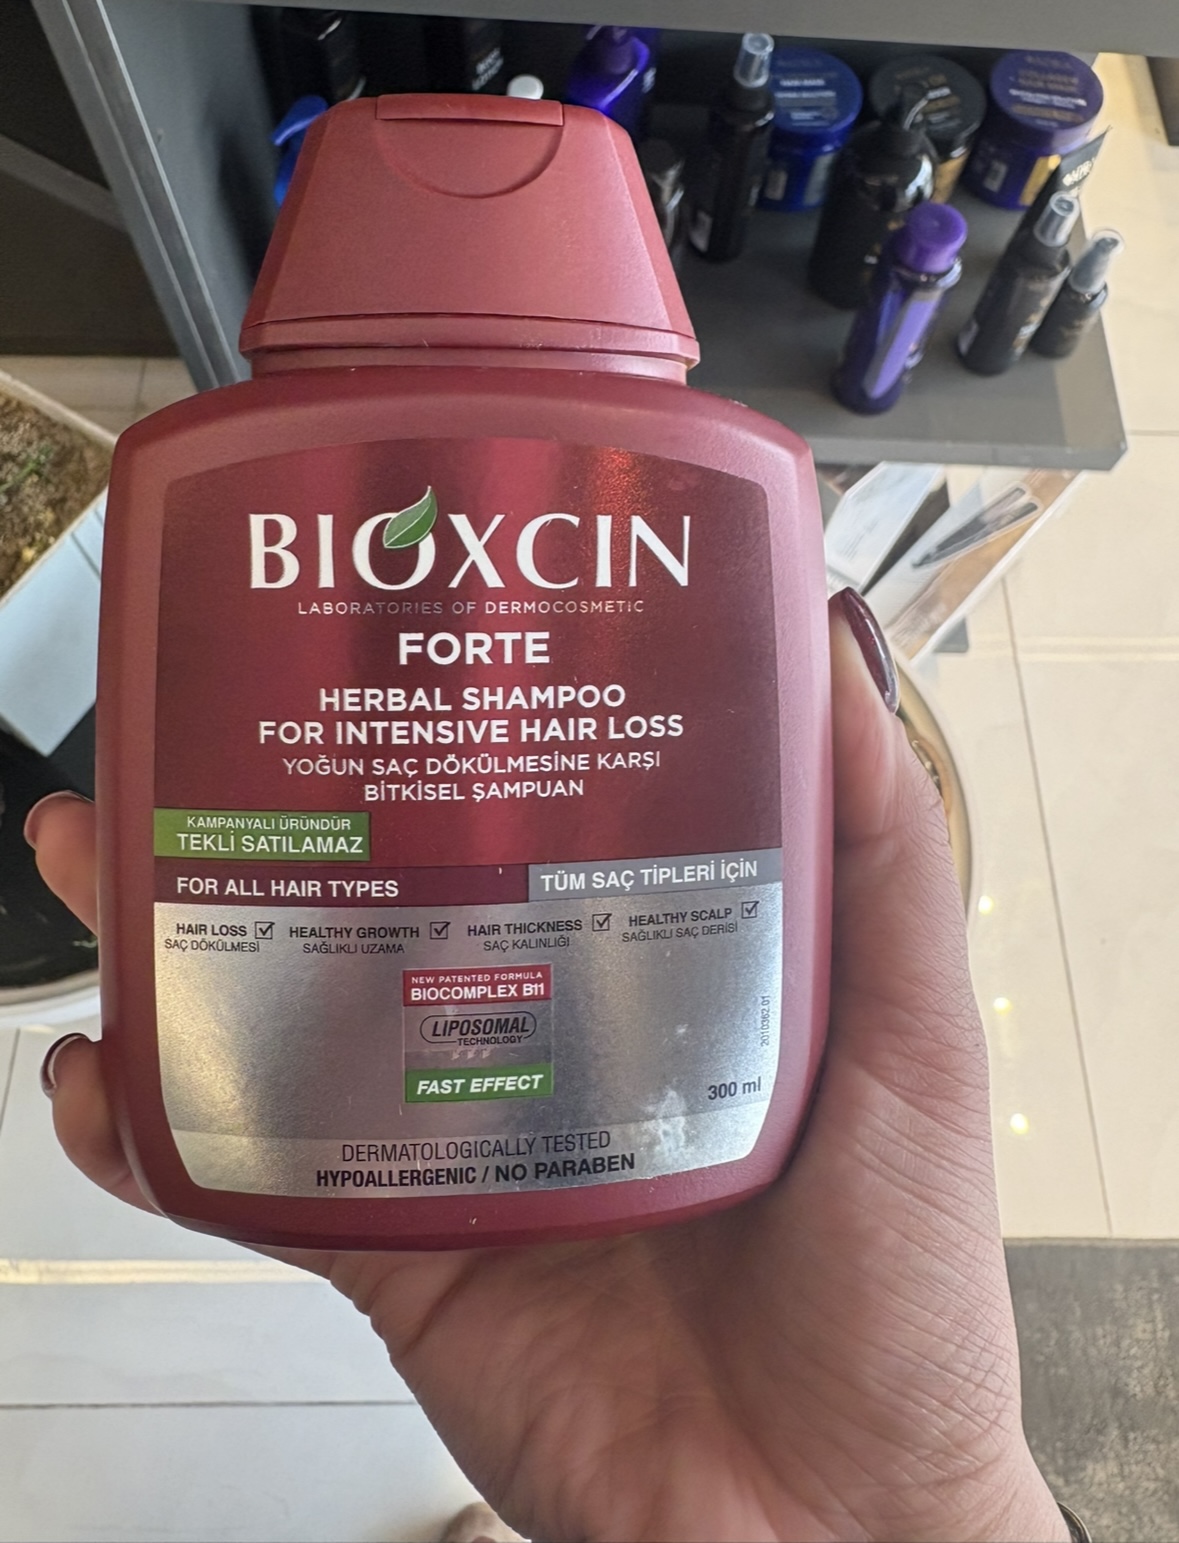 BIOXCIN
LABORATORIES OF DERMOCOSMETIC
FORTE
HERBAL SHAMPOO
FOR INTENSIVE HAIR LOSS
YOĞUN SAÇ DÖKÜLMESİNE KARŞI
BİTKİSEL ŞAMPUAN
KAMPANYALI ÜRÜNDÜR
TEKLİ SATILAMAZ
FOR ALL HAIR TYPES
TÜM SAÇ TİPLERİ İÇİN
HAIR LOSS HEALTHY GROWTH HAIR THICKNESS HEALTHY SCALP
SAÇ DÖKÜLMESİ SAĞLIKLI UZAMA SAÇ KALINLIĞI SAĞLIKLI SAÇ DERİSİ
NEW PATENTED FORMULA
BIOCOMPLEX B11
LIPOSOMAL
TECHNOLOGY
FAST EFFECT
2010362.01
300 ml
DERMATOLOGICALLY TESTED
HYPOALLERGENIC / NO PARABEN